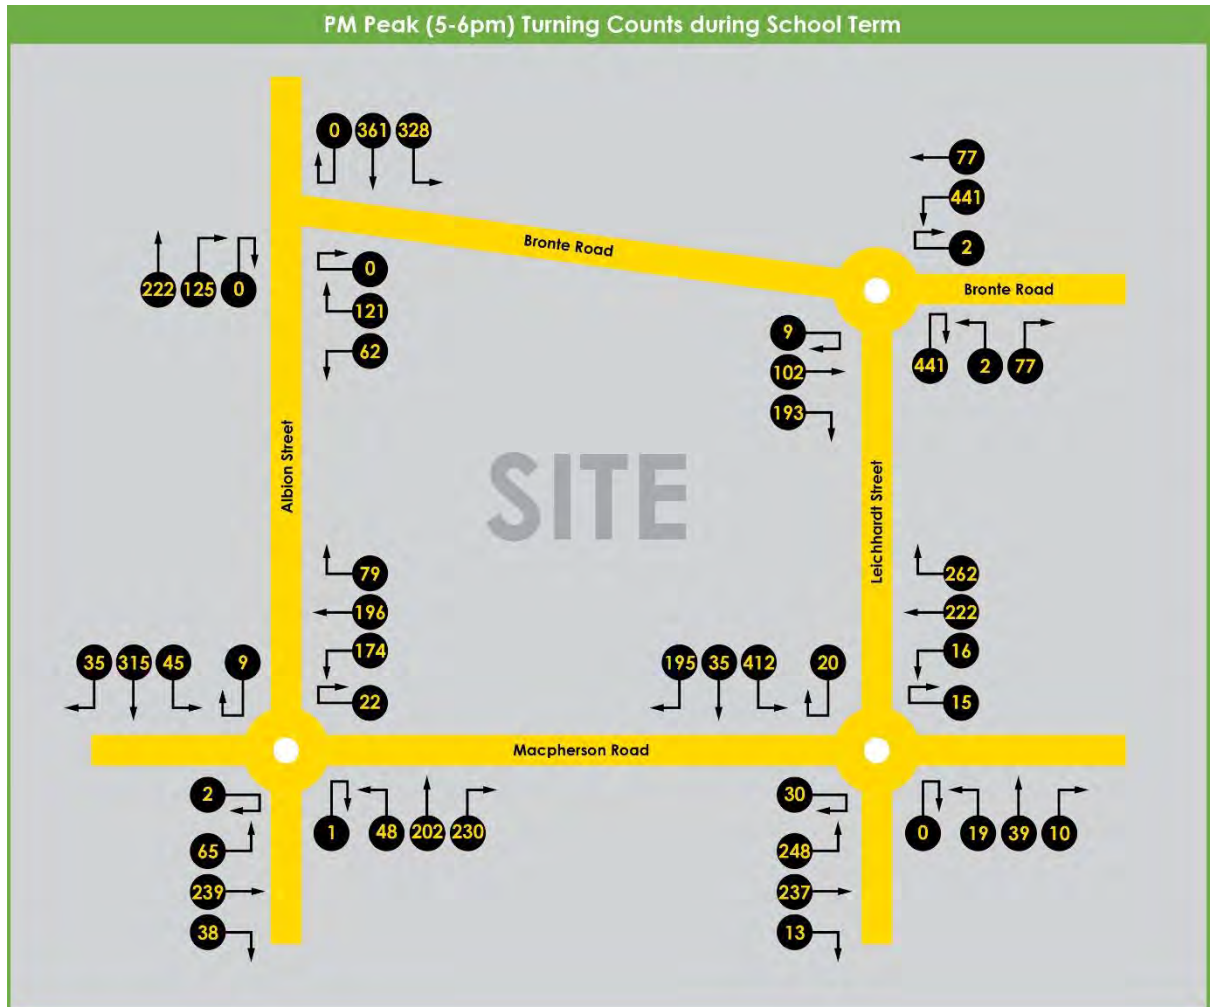 PM Peak (5-6pm) Turning Counts during School Term
0 361 328
77
441
2
Bronte Road
Bronte Road
222 125 0
0
121
62
9
102
193
441 2 77
Albion Street
SITE
Leichhardt Street
79
196
174
22
262
222
16
15
35 315 45 9
195 35 412 20
Macpherson Road
2
65
239
38
1 48 202 230
30
248
237
13
0 19 39 10